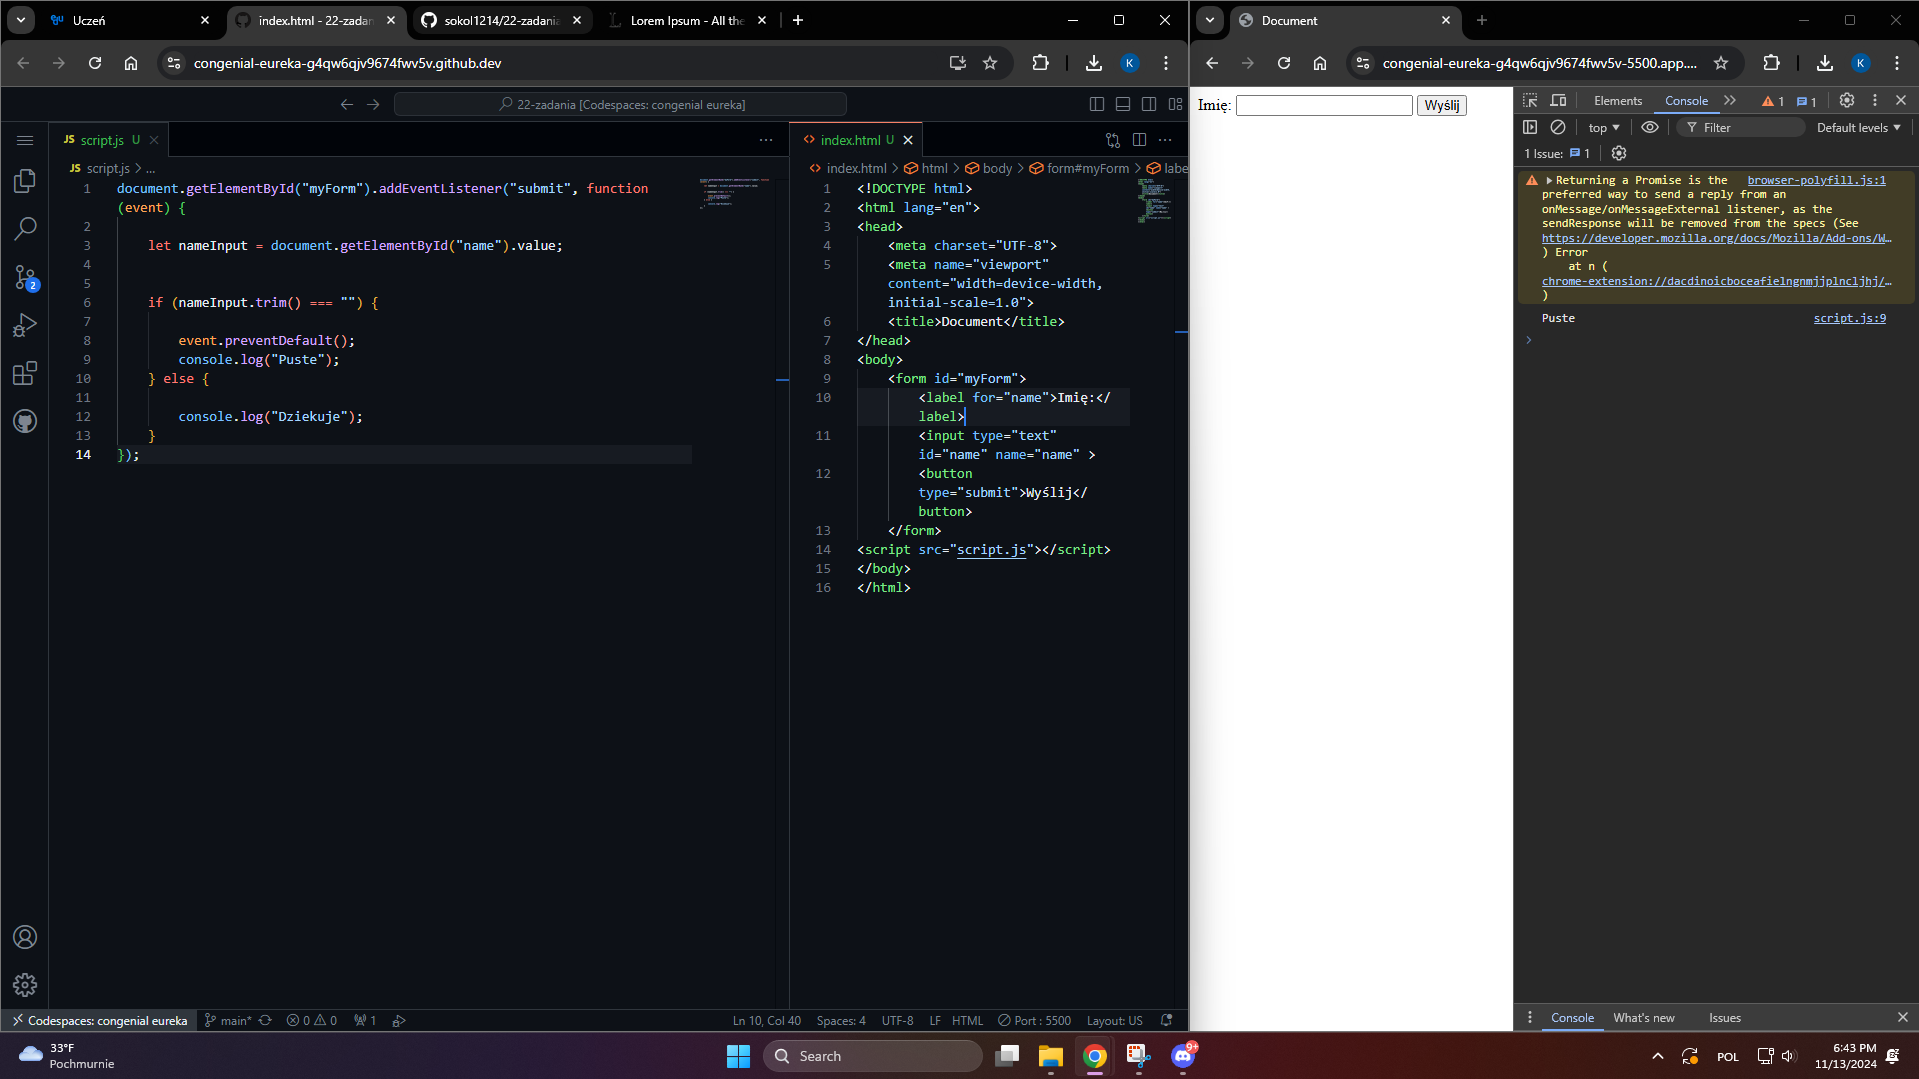 Uczeń
index.html - 22-zadan
sokol1214/22-zadania
Lorem Ipsum - All the
Document
congenial-eureka-g4qw6qjv9674fwv5v.github.dev
K
congenial-eureka-g4qw6qjv9674fwv5v-5500.app....
K
22-zadania [Codespaces: congenial eureka]
JS script.js U
index.html U
JS script.js > ...
index.html > html > body > form#myForm > labe
1 document.getElementById("myForm").addEventListener("submit", function
(event) {
2
3 let nameInput = document.getElementById("name").value;
4
5
6 if (nameInput.trim() === "") {
7
8 event.preventDefault();
9 console.log("Puste");
10 } else {
11
12 console.log("Dziekuje");
13 }
14 });
1 <!DOCTYPE html>
2 <html lang="en">
3 <head>
4 <meta charset="UTF-8">
5 <meta name="viewport"
content="width=device-width,
initial-scale=1.0">
6 <title>Document</title>
7 </head>
8 <body>
9 <form id="myForm">
10 <label for="name">Imię:</
label>
11 <input type="text"
id="name" name="name" >
12 <button
type="submit">Wyślij</
button>
13 </form>
14 <script src="script.js"></script>
15 </body>
16 </html>
Imię: Wyślij
Elements Console 1 1
top Filter Default levels
1 Issue: 1
Returning a Promise is the browser-polyfill.js:1
preferred way to send a reply from an
onMessage/onMessageExternal listener, as the
sendResponse will be removed from the specs (See
https://developer.mozilla.org/docs/Mozilla/Add-ons/W…
) Error
at n (
chrome-extension://dacdinoicboceafielngnmjjplncljhj/…
)
Puste script.js:9
2
Console What's new Issues
Codespaces: congenial eureka main* 0 0 1
Ln 10, Col 40 Spaces: 4 UTF-8 LF HTML Port : 5500 Layout: US
33°F
Pochmurnie
Search
9+
POL
6:43 PM
11/13/2024